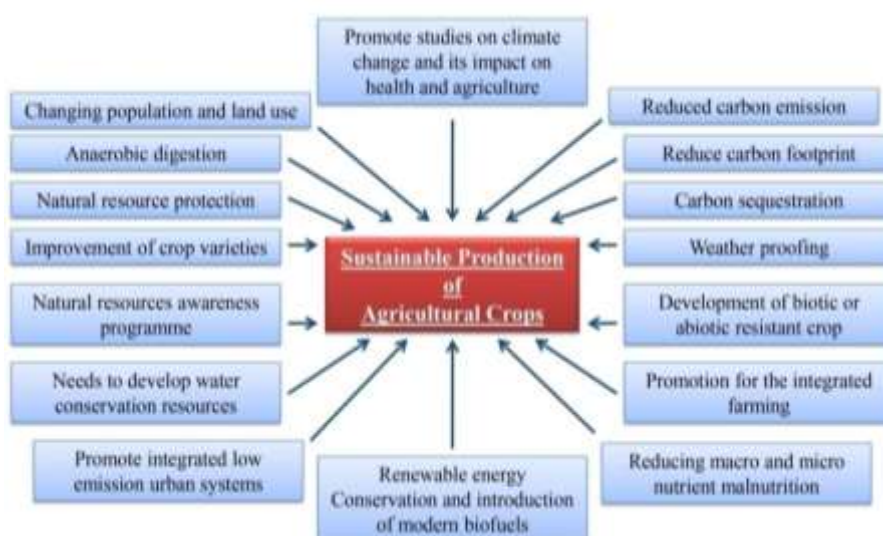 Promote studies on climate
change and its impact on
health and agriculture
Changing population and land use
Anaerobic digestion
Natural resource protection
Improvement of crop varieties
Natural resources awareness
programme
Needs to develop water
conservation resources
Promote integrated low
emission urban systems
Sustainable Production
of
Agricultural Crops
Renewable energy
Conservation and introduction
of modern biofuels
Reduced carbon emission
Reduce carbon footprint
Carbon sequestration
Weather proofing
Development of biotic or
abiotic resistant crop
Promotion for the integrated
farming
Reducing macro and micro
nutrient malnutrition